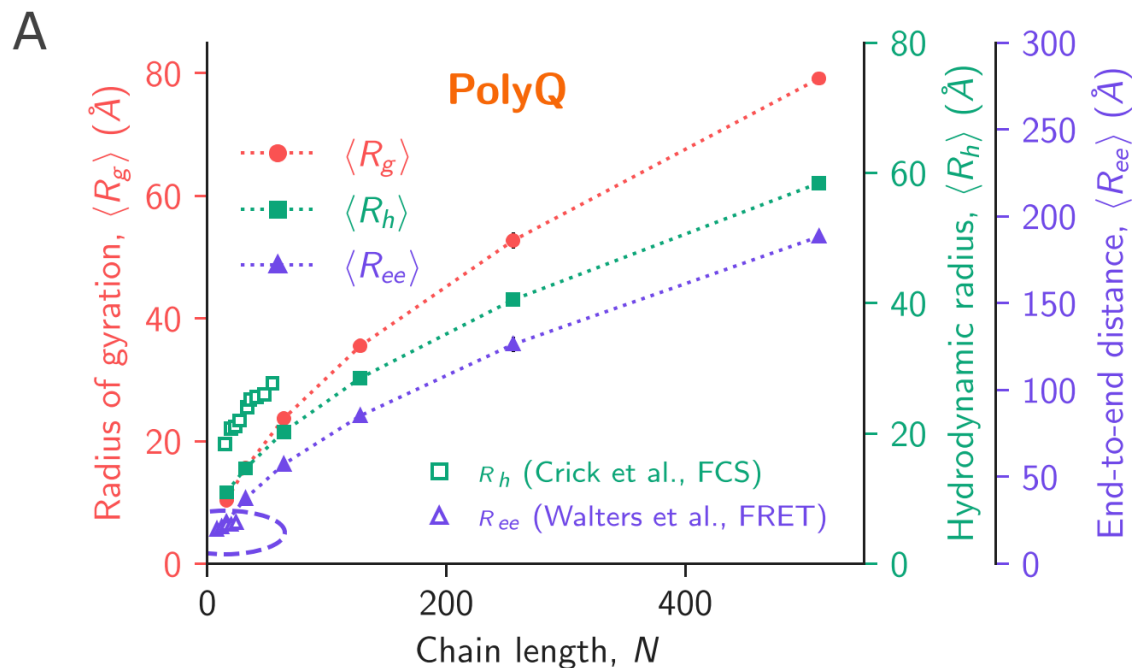 A
PolyQ
⟨Rg⟩
⟨Rh⟩
⟨Ree⟩
Rh (Crick et al., FCS)
Ree (Walters et al., FRET)
Radius of gyration, ⟨Rg⟩ (Å)
80
60
40
20
0
0
200
400
Chain length, N
80
60
40
20
0
Hydrodynamic radius, ⟨Rh⟩ (Å)
300
250
200
150
100
50
0
End-to-end distance, ⟨Ree⟩ (Å)